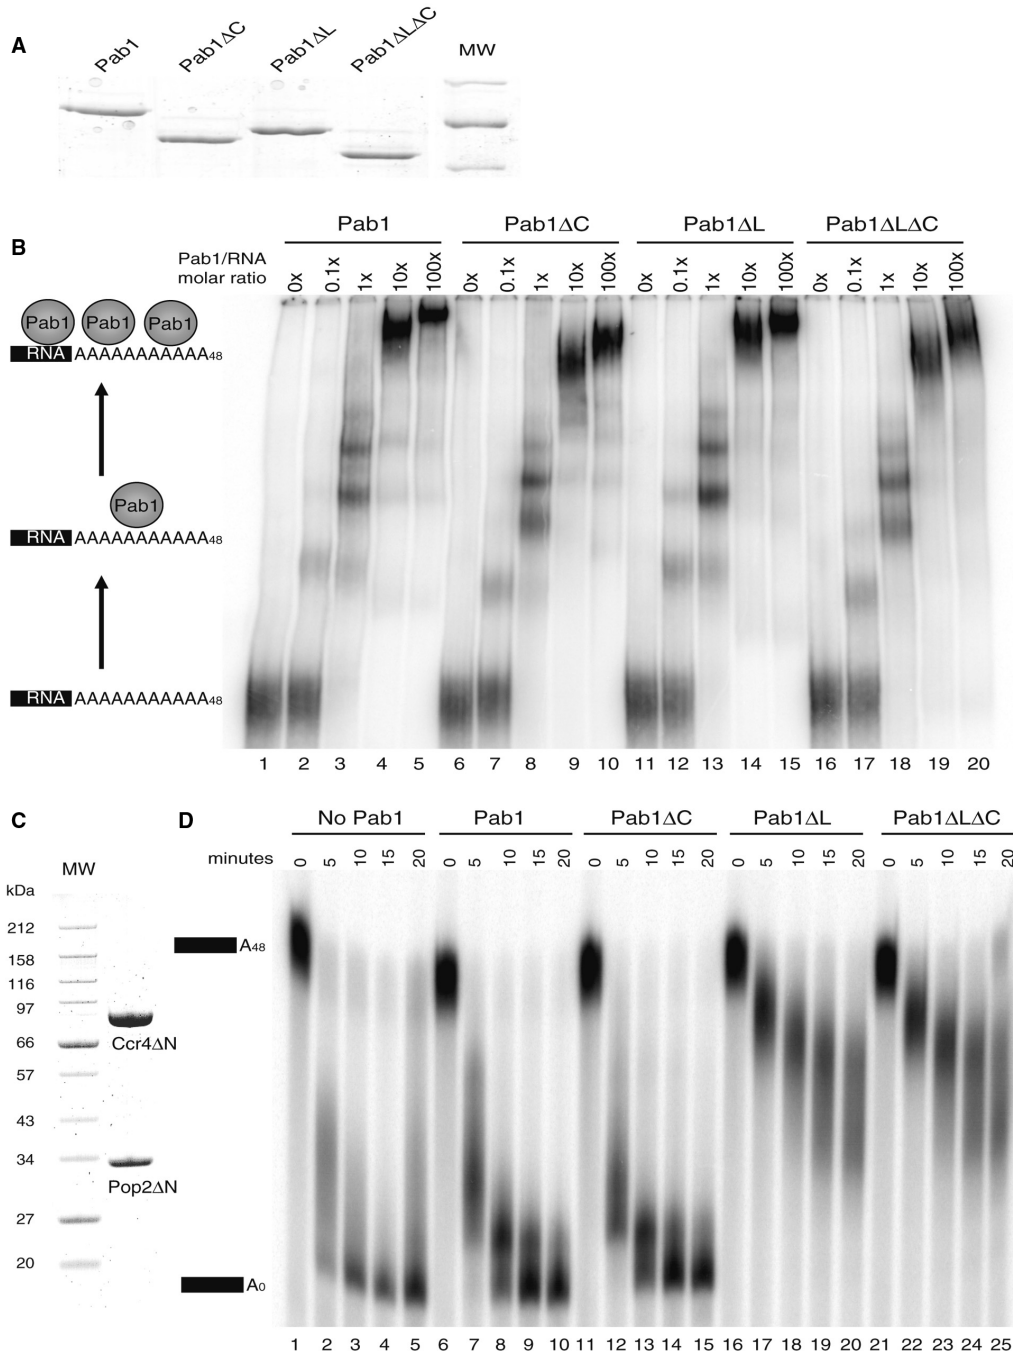 A
Pab1 Pab1ΔC Pab1ΔL Pab1ΔLΔC MW
B
Pab1 Pab1ΔC Pab1ΔL Pab1ΔLΔC
Pab1/RNA
molar ratio
0x 0.1x 1x 10x 100x 0x 0.1x 1x 10x 100x 0x 0.1x 1x 10x 100x 0x 0.1x 1x 10x 100x
Pab1 Pab1 Pab1
RNA AAAAAAAAAAA48
Pab1
RNA AAAAAAAAAAA48
RNA AAAAAAAAAAA48
1 2 3 4 5 6 7 8 9 10 11 12 13 14 15 16 17 18 19 20
C
MW
kDa
212
158
116
97
66
57
43
34
27
20
Ccr4ΔN
Pop2ΔN
D
No Pab1 Pab1 Pab1ΔC Pab1ΔL Pab1ΔLΔC
minutes
0 5 10 15 20 0 5 10 15 20 0 5 10 15 20 0 5 10 15 20 0 5 10 15 20
A48
A0
1 2 3 4 5 6 7 8 9 10 11 12 13 14 15 16 17 18 19 20 21 22 23 24 25